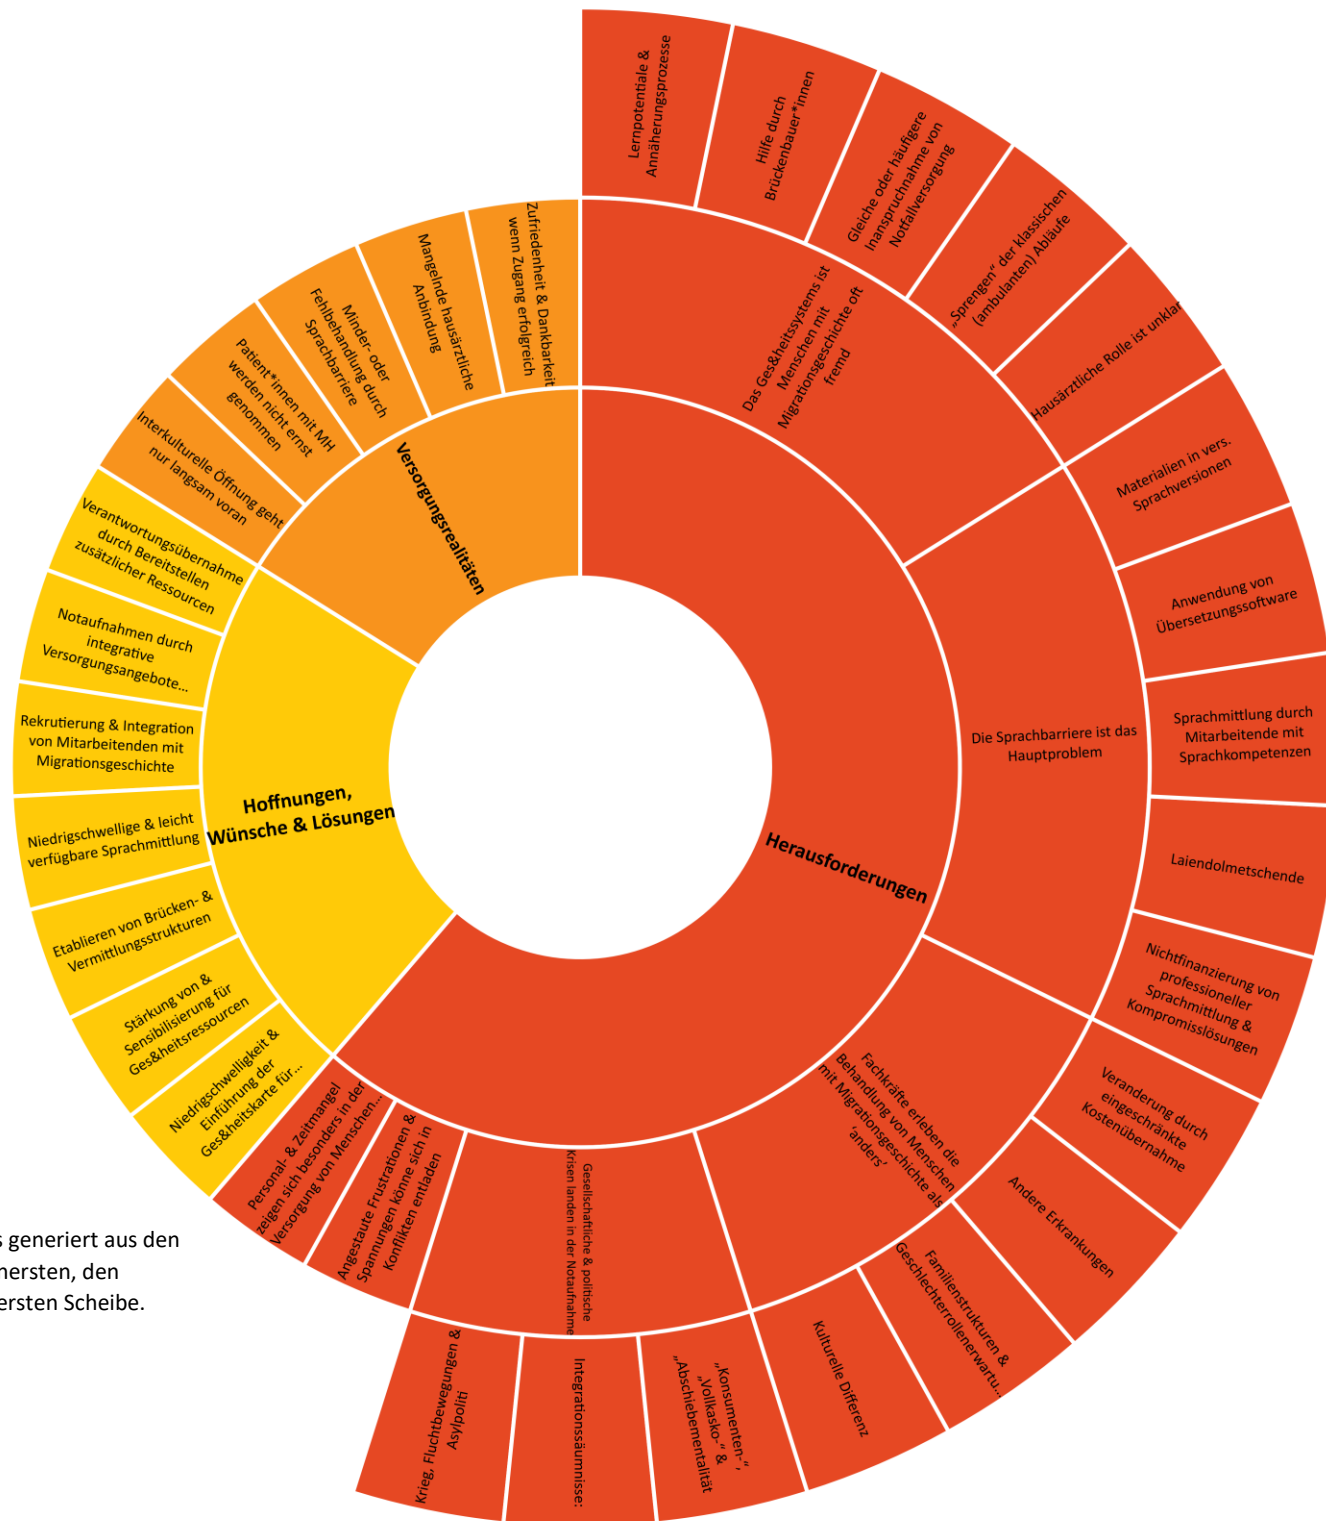 Lernpotentiale &
Annäherungsprozesse
Hilfe durch
Brückenbauer*innen
Gleiche oder häufigere
Inanspruchnahme von
Notfallversorgung
„Sprengen“ der klassischen
(ambulanten) Abläufe
Hausärztliche Rolle ist unklar
Das Ges&heitssystems ist
Menschen mit
Migrationsgeschichte oft
fremd
Materialien in vers.
Sprachversionen
Anwendung von
Übersetzungssoftware
Sprachmittlung durch
Mitarbeitende mit
Sprachkompetenzen
Laiendolmetschende
Nichtfinanzierung von
professioneller
Sprachmittlung &
Kompromisslösungen
Die Sprachbarriere ist das
Hauptproblem
Herausforderungen
Veranderung durch
eingeschränkte
Kostenübernahme
Andere Erkrankungen
Familienstrukturen &
Geschlechterrollenerwartu...
Kulturelle Differenz
Fachkräfte erleben die
Behandlung von Menschen
mit Migrationsgeschichte als
‘anders’
„Konsumenten-“,
„Vollkasko-“ &
„Abschiebementalität
Integrationssäumnisse:
Krieg, Fluchtbewegungen &
Asylpoliti
Gesellschaftliche & politische
Krisen landen in der Notaufnahme
Angestaute Frustrationen &
Spannungen könne sich in
Konflikten entladen
Personal- & Zeitmangel
zeigen sich besonders in der
Versorgung von Menschen...
Niedrigschwelligkeit &
Einführung der
Ges&heitskarte für...
Stärkung von &
Sensibilisierung für
Ges&heitsressourcen
Etablieren von Brücken- &
Vermittlungsstrukturen
Niedrigschwellige & leicht
verfügbare Sprachmittlung
Rekrutierung & Integration
von Mitarbeitenden mit
Migrationsgeschichte
Notaufnahmen durch
integrative
Versorgungsangebote...
Verantwortungsübernahme
durch Bereitstellen
zusätzlicher Ressourcen
Hoffnungen,
Wünsche & Lösungen
Interkulturelle Öffnung geht
nur langsam voran
Patient*innen mit MH
werden nicht ernst
genommen
Minder- oder
Fehlbehandlung durch
Sprachbarriere
Mangelnde hausärztliche
Anbindung
Zufriedenheit & Dankbarkeit
wenn Zugang erfolgreich
Versorgungsrealitäten
s generiert aus den
nersten, den
ersten Scheibe.